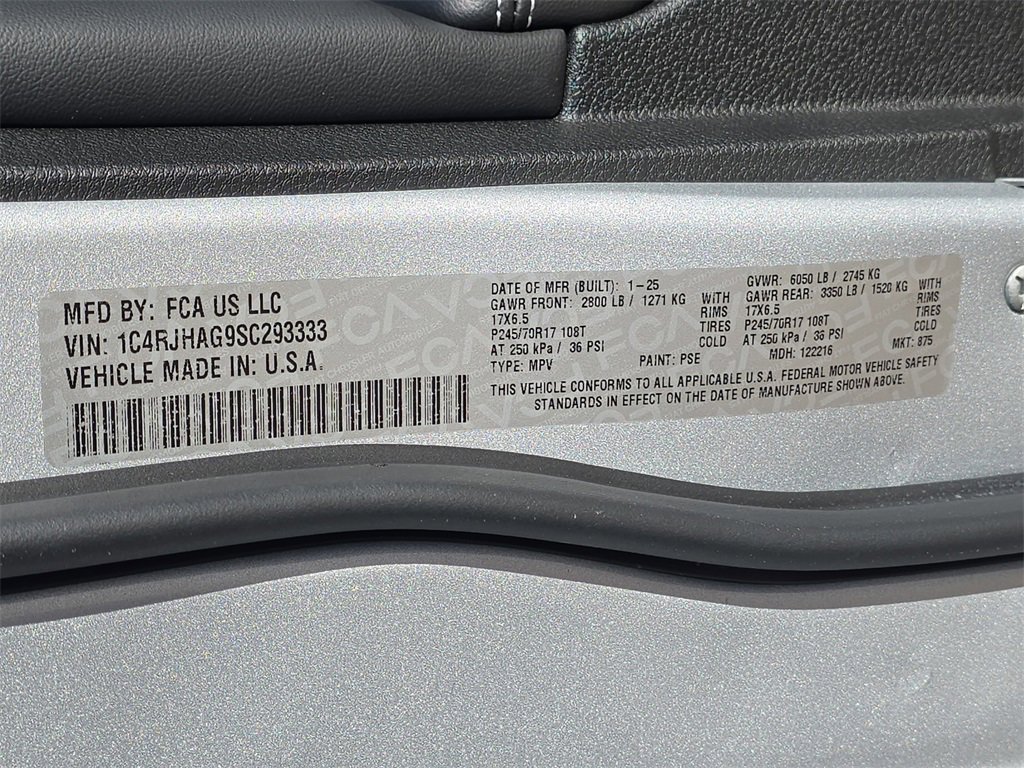 MFD BY: FCA US LLC
VIN: 1C4RJHAG9SC293333
VEHICLE MADE IN: U.S.A.
DATE OF MFR (BUILT): 1-25
GAWR FRONT: 2800 LB / 1271 KG WITH
17X6.5 RIMS
P245/70R17 108T TIRES
AT 250 kPa / 36 PSI COLD
TYPE: MPV PAINT: PSE
GVWR: 6050 LB / 2745 KG
GAWR REAR: 3350 LB / 1520 KG WITH
17X6.5 RIMS
P245/70R17 108T TIRES
AT 250 kPa / 36 PSI COLD
MDH: 122216 MKT: 875
THIS VEHICLE CONFORMS TO ALL APPLICABLE U.S.A. FEDERAL MOTOR VEHICLE SAFETY
STANDARDS IN EFFECT ON THE DATE OF MANUFACTURE SHOWN ABOVE.